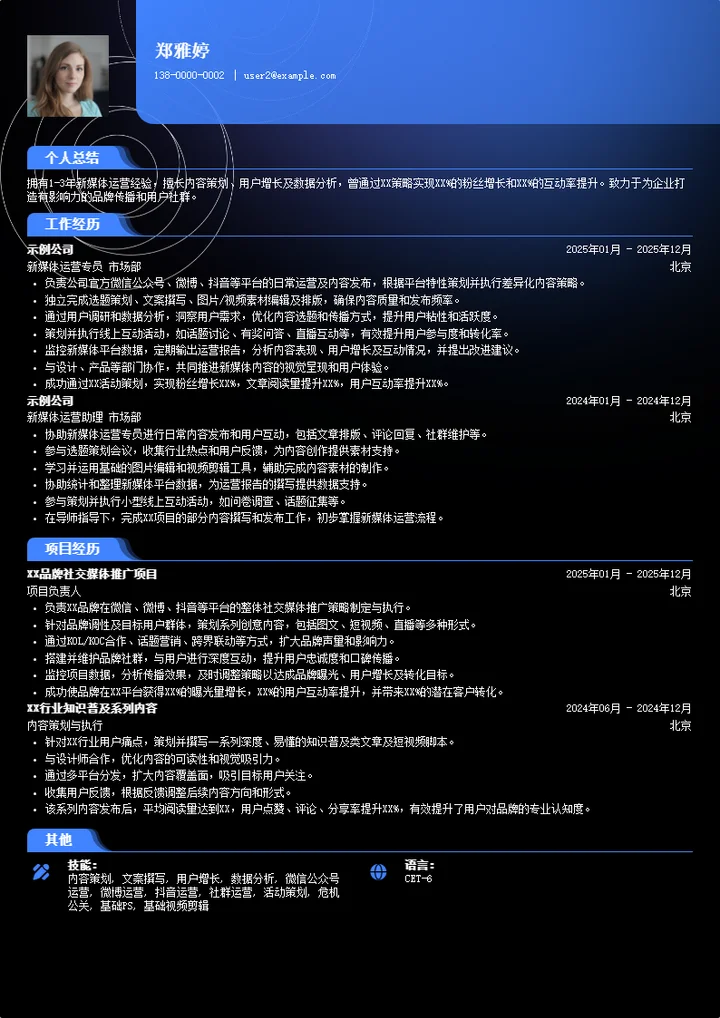 郑雅婷
138-0000-0002 | user2@example.com
个人总结
拥有1-3年新媒体运营经验，擅长内容策划、用户增长及数据分析，曾通过XX策略实现XX%的粉丝增长和XX%的互动率提升。致力于为企业打
造有影响力的品牌传播和用户社群。
工作经历
示例公司 2025年01月 - 2025年12月
新媒体运营专员 市场部 北京
• 负责公司官方微信公众号、微博、抖音等平台的日常运营及内容发布，根据平台特性策划并执行差异化内容策略。
• 独立完成选题策划、文案撰写、图片/视频素材编辑及排版，确保内容质量和发布频率。
• 通过用户调研和数据分析，洞察用户需求，优化内容选题和传播方式，提升用户粘性和活跃度。
• 策划并执行线上互动活动，如话题讨论、有奖问答、直播互动等，有效提升用户参与度和转化率。
• 监控新媒体平台数据，定期输出运营报告，分析内容表现、用户增长及互动情况，并提出改进建议。
• 与设计、产品等部门协作，共同推进新媒体内容的视觉呈现和用户体验。
• 成功通过XX活动策划，实现粉丝增长XX%，文章阅读量提升XX%，用户互动率提升XX%。
示例公司 2024年01月 - 2024年12月
新媒体运营助理 市场部 北京
• 协助新媒体运营专员进行日常内容发布和用户互动，包括文章排版、评论回复、社群维护等。
• 参与选题策划会议，收集行业热点和用户反馈，为内容创作提供素材支持。
• 学习并运用基础的图片编辑和视频剪辑工具，辅助完成内容素材的制作。
• 协助统计和整理新媒体平台数据，为运营报告的撰写提供数据支持。
• 参与策划并执行小型线上互动活动，如问卷调查、话题征集等。
• 在导师指导下，完成XX项目的部分内容撰写和发布工作，初步掌握新媒体运营流程。
项目经历
XX品牌社交媒体推广项目 2025年01月 - 2025年12月
项目负责人 北京
• 负责XX品牌在微信、微博、抖音等平台的整体社交媒体推广策略制定与执行。
• 针对品牌调性及目标用户群体，策划系列创意内容，包括图文、短视频、直播等多种形式。
• 通过KOL/KOC合作、话题营销、跨界联动等方式，扩大品牌声量和影响力。
• 搭建并维护品牌社群，与用户进行深度互动，提升用户忠诚度和口碑传播。
• 监控项目数据，分析传播效果，及时调整策略以达成品牌曝光、用户增长及转化目标。
• 成功使品牌在XX平台获得XX%的曝光量增长，XX%的用户互动率提升，并带来XX%的潜在客户转化。
XX行业知识普及系列内容 2024年06月 - 2024年12月
内容策划与执行 北京
• 针对XX行业用户痛点，策划并撰写一系列深度、易懂的知识普及类文章及短视频脚本。
• 与设计师合作，优化内容的可读性和视觉吸引力。
• 通过多平台分发，扩大内容覆盖面，吸引目标用户关注。
• 收集用户反馈，根据反馈调整后续内容方向和形式。
• 该系列内容发布后，平均阅读量达到XX，用户点赞、评论、分享率提升XX%，有效提升了用户对品牌的专业认知度。
其他
技能：
内容策划, 文案撰写, 用户增长, 数据分析, 微信公众号
运营, 微博运营, 抖音运营, 社群运营, 活动策划, 危机
公关, 基础PS, 基础视频剪辑
语言：
CET-6